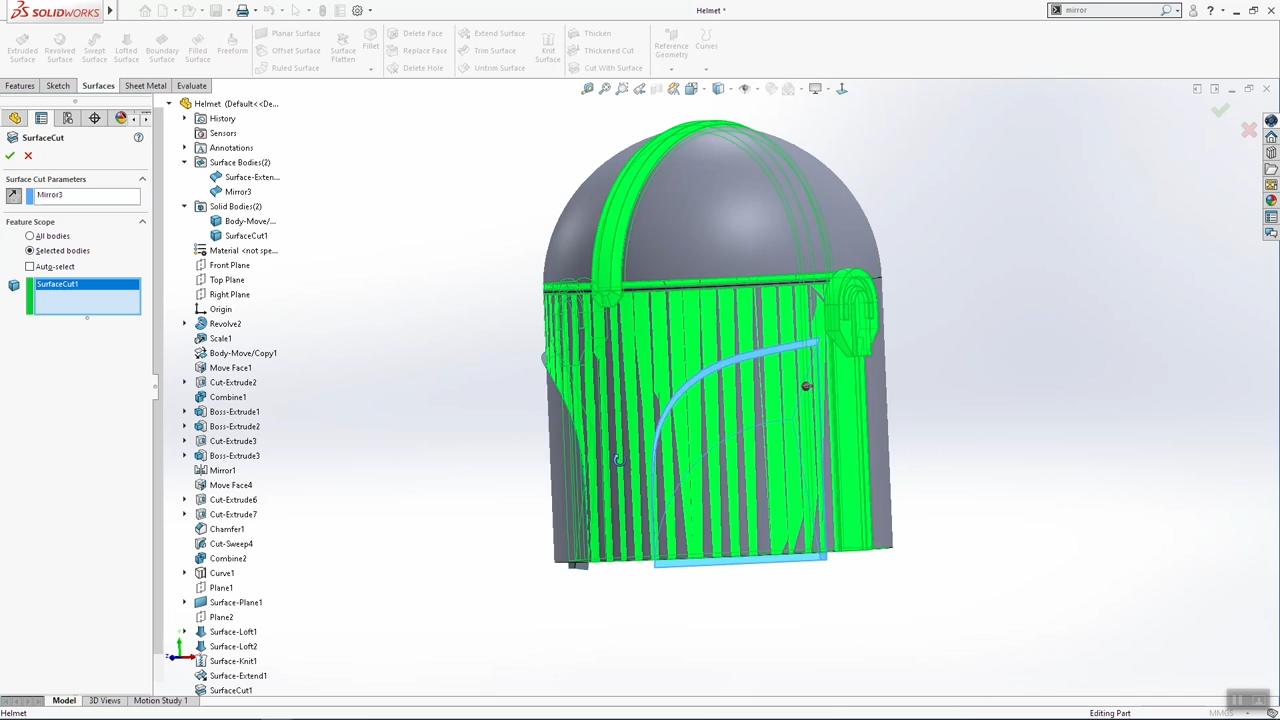 SOLIDWORKS
Helmet *
mirror
Extruded Surface
Revolved Surface
Swept Surface
Lofted Surface
Boundary Surface
Filled Surface
Freeform
Planar Surface
Offset Surface
Ruled Surface
Surface Flatten
Fillet
Delete Face
Replace Face
Delete Hole
Extend Surface
Trim Surface
Untrim Surface
Knit Surface
Thicken
Thickened Cut
Cut With Surface
Reference Geometry
Curves
Features
Sketch
Surfaces
Sheet Metal
Evaluate
SurfaceCut
Surface Cut Parameters
Mirror3
Feature Scope
All bodies
Selected bodies
Auto-select
SurfaceCut1
Helmet (Default<<De...
History
Sensors
Annotations
Surface Bodies(2)
Surface-Exten...
Mirror3
Solid Bodies(2)
Body-Move/...
SurfaceCut1
Material <not spe...
Front Plane
Top Plane
Right Plane
Origin
Revolve2
Scale1
Body-Move/Copy1
Move Face1
Cut-Extrude2
Combine1
Boss-Extrude1
Boss-Extrude2
Cut-Extrude3
Boss-Extrude3
Mirror1
Move Face4
Cut-Extrude6
Cut-Extrude7
Chamfer1
Cut-Sweep4
Combine2
Curve1
Plane1
Surface-Plane1
Plane2
Surface-Loft1
Surface-Loft2
Surface-Knit1
Surface-Extend1
SurfaceCut1
Model
3D Views
Motion Study 1
Helmet
Editing Part
MMGS